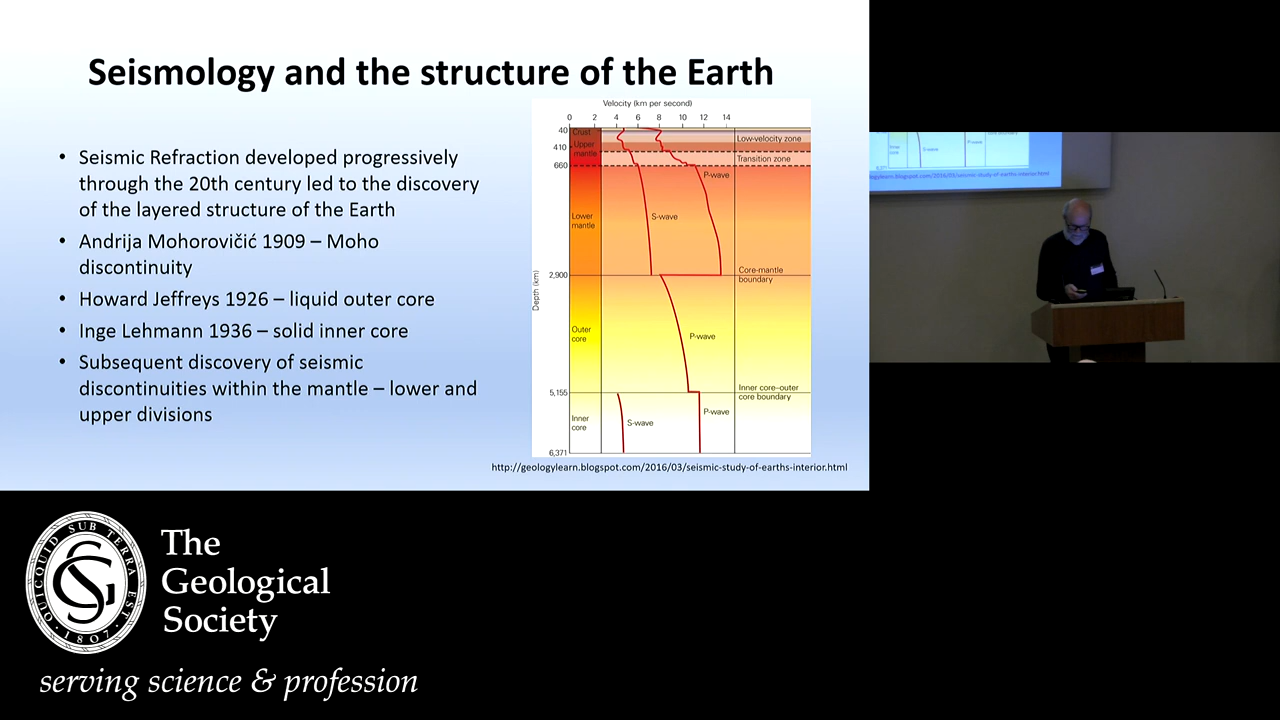 Seismology and the structure of the Earth
• Seismic Refraction developed progressively
through the 20th century led to the discovery
of the layered structure of the Earth
• Andrija Mohorovičić 1909 – Moho
discontinuity
• Howard Jeffreys 1926 – liquid outer core
• Inge Lehmann 1936 – solid inner core
• Subsequent discovery of seismic
discontinuities within the mantle – lower and
upper divisions
Velocity (km per second)
0 2 4 6 8 10 12 14
Depth (km)
40
410
660
2,900
5,155
6,371
Crust
Upper
mantle
Lower
mantle
Outer
core
Inner
core
S-wave
P-wave
P-wave
S-wave
P-wave
Low-velocity zone
Transition zone
Core-mantle
boundary
Inner core–outer
core boundary
http://geologylearn.blogspot.com/2016/03/seismic-study-of-earths-interior.html
QUICQUID SUB TERRA EST
1807
The
Geological
Society
serving science & profession